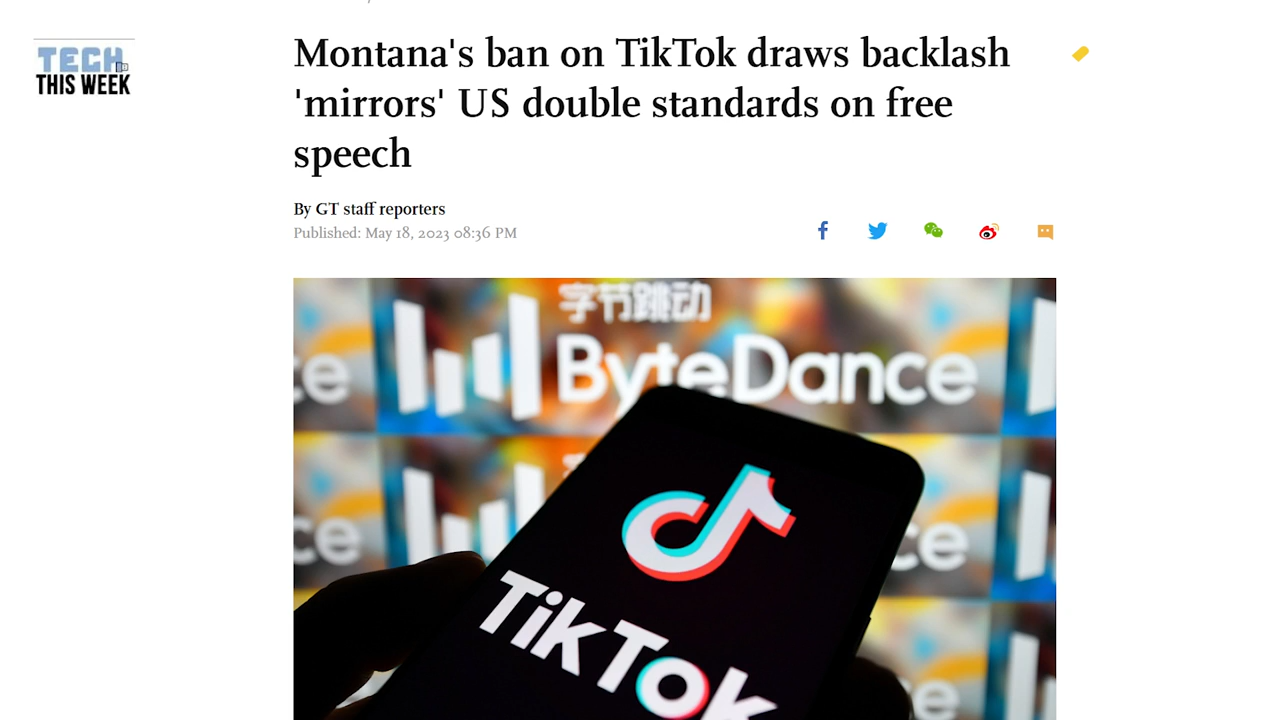 TECH
THIS WEEK
Montana's ban on TikTok draws backlash
'mirrors' US double standards on free
speech
By GT staff reporters
Published: May 18, 2023 08:36 PM
字节跳动
ce
ByteDance
ce
ce
TikTok
ce